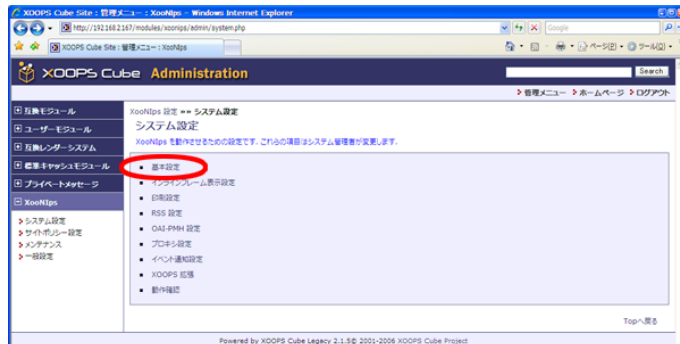 XOOPS Cube Site : 管理メニュー : XooNIps - Windows Internet Explorer
http://192.168.2.167/modules/xoonips/admin/system.php
Google
XOOPS Cube Site : 管理メニュー : XooNIps
ページ(P)
ツール(O)
XOOPS Cube Administration
Search
管理メニュー ホームページ ログアウト
互換モジュール
ユーザーモジュール
互換レンダーシステム
標準キャッシュモジュール
プライベートメッセージ
XooNIps
システム設定
サイトポリシー設定
メンテナンス
一般設定
XooNIps 設定 »» システム設定
システム設定
XooNIps を動作させるための設定です. これらの項目はシステム管理者が変更します.
基本設定
インラインフレーム表示設定
印刷設定
RSS 設定
OAI-PMH 設定
プロキシ設定
イベント通知設定
XOOPS 拡張
動作確認
Topへ戻る
Powered by XOOPS Cube Legacy 2.1.5© 2001-2006 XOOPS Cube Project